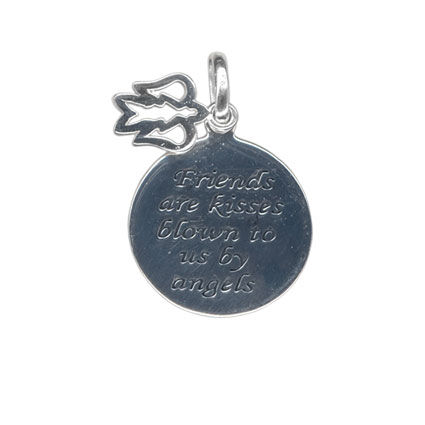 Friends
are kisses
blown to
us by
angels